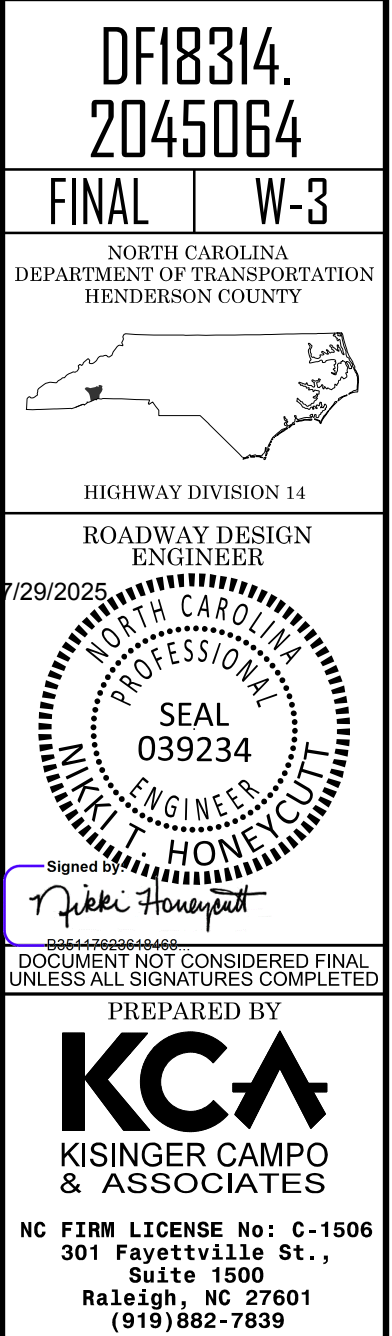 DF18314.
2045064
FINAL W-3
NORTH CAROLINA
DEPARTMENT OF TRANSPORTATION
HENDERSON COUNTY
HIGHWAY DIVISION 14
ROADWAY DESIGN
ENGINEER
7/29/2025
NORTH CAROLINA
PROFESSIONAL
SEAL
039234
ENGINEER
NIKKI T. HONEYCUTT
Signed by:
Nikki Honeycutt
B35117623618468...
DOCUMENT NOT CONSIDERED FINAL
UNLESS ALL SIGNATURES COMPLETED
PREPARED BY
KCA
KISINGER CAMPO
& ASSOCIATES
NC FIRM LICENSE No: C-1506
301 Fayettville St.,
Suite 1500
Raleigh, NC 27601
(919)882-7839